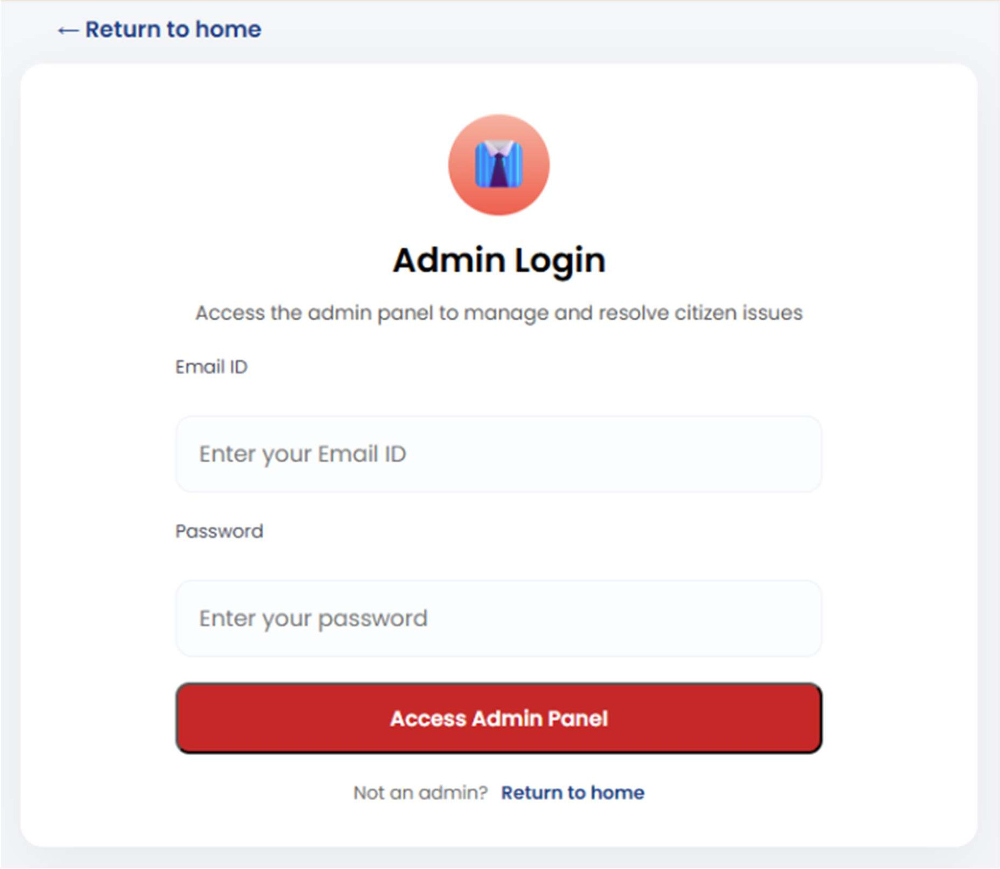 ← Return to home
Admin Login
Access the admin panel to manage and resolve citizen issues
Email ID
Enter your Email ID
Password
Enter your password
Access Admin Panel
Not an admin? Return to home